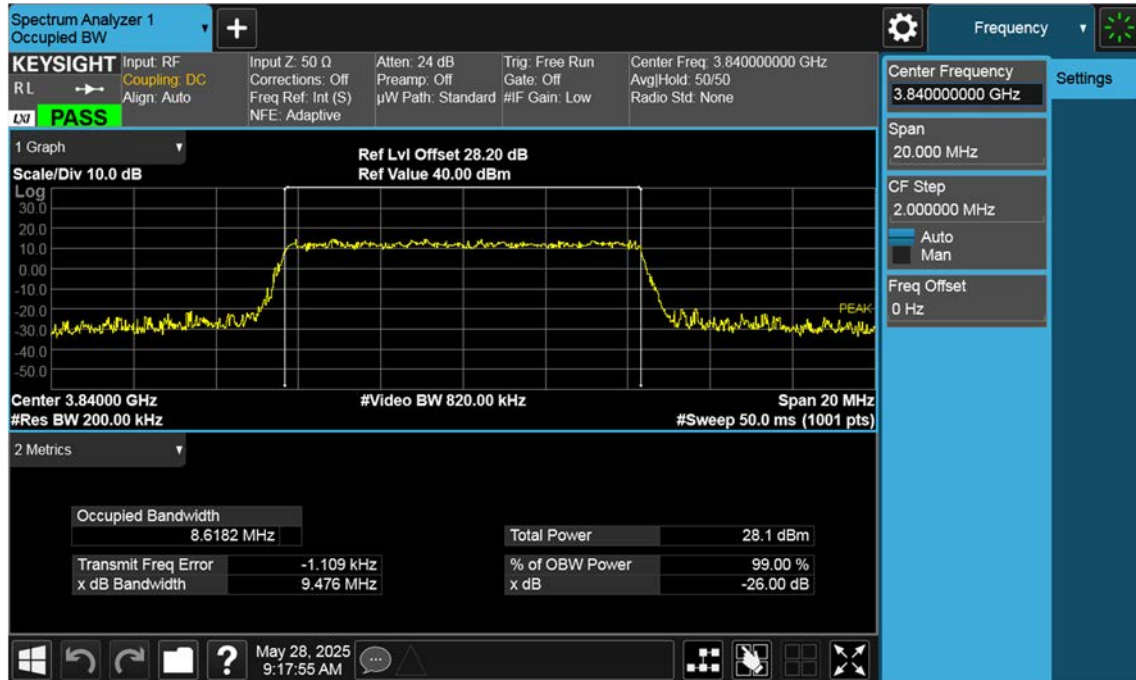 Spectrum Analyzer 1
Occupied BW
+
Frequency
KEYSIGHT
R L
LXI
PASS
Input: RF
Coupling: DC
Align: Auto
Input Z: 50 Ω
Corrections: Off
Freq Ref: Int (S)
NFE: Adaptive
Atten: 24 dB
Preamp: Off
µW Path: Standard
Trig: Free Run
Gate: Off
#IF Gain: Low
Center Freq: 3.840000000 GHz
Avg|Hold: 50/50
Radio Std: None
Center Frequency
3.840000000 GHz
Settings
Span
20.000 MHz
CF Step
2.000000 MHz
Auto
Man
Freq Offset
0 Hz
1 Graph
Scale/Div 10.0 dB
Ref Lvl Offset 28.20 dB
Ref Value 40.00 dBm
Log
30.0
20.0
10.0
0.00
-10.0
-20.0
-30.0
-40.0
-50.0
PEAK
Center 3.84000 GHz
#Video BW 820.00 kHz
Span 20 MHz
#Res BW 200.00 kHz
#Sweep 50.0 ms (1001 pts)
2 Metrics
Occupied Bandwidth
8.6182 MHz
Total Power 28.1 dBm
Transmit Freq Error -1.109 kHz
% of OBW Power 99.00 %
x dB Bandwidth 9.476 MHz
x dB -26.00 dB
?
May 28, 2025
9:17:55 AM